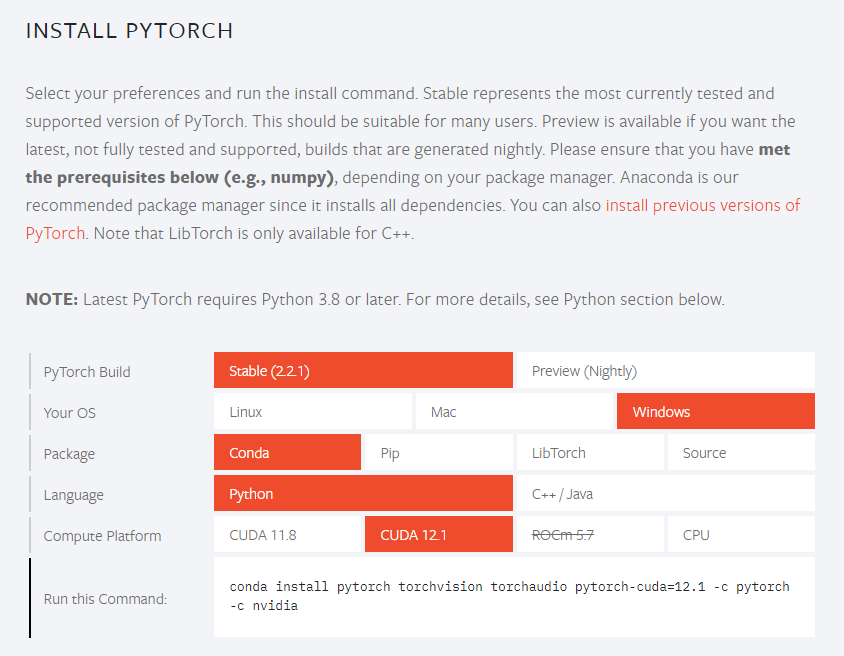 INSTALL PYTORCH
Select your preferences and run the install command. Stable represents the most currently tested and
supported version of PyTorch. This should be suitable for many users. Preview is available if you want the
latest, not fully tested and supported, builds that are generated nightly. Please ensure that you have met
the prerequisites below (e.g., numpy), depending on your package manager. Anaconda is our
recommended package manager since it installs all dependencies. You can also install previous versions of
PyTorch. Note that LibTorch is only available for C++.
NOTE: Latest PyTorch requires Python 3.8 or later. For more details, see Python section below.
PyTorch Build Stable (2.2.1) Preview (Nightly)
Your OS Linux Mac Windows
Package Conda Pip LibTorch Source
Language Python C++ / Java
Compute Platform CUDA 11.8 CUDA 12.1 ROCm 5.7 CPU
Run this Command: conda install pytorch torchvision torchaudio pytorch-cuda=12.1 -c pytorch
-c nvidia